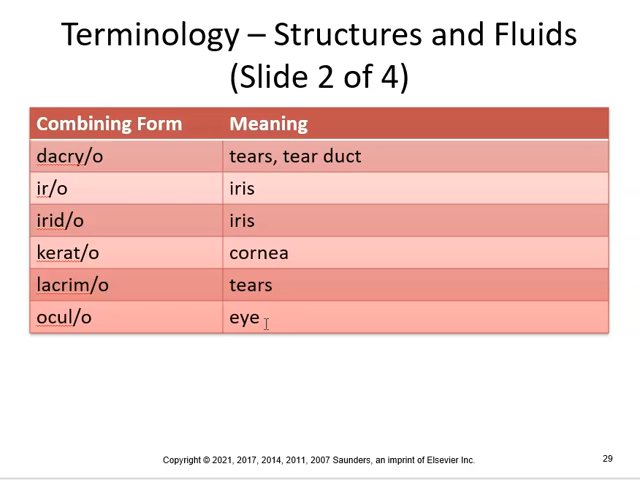 Terminology – Structures and Fluids
(Slide 2 of 4)
Combining Form Meaning
dacry/o tears, tear duct
ir/o iris
irid/o iris
kerat/o cornea
lacrim/o tears
ocul/o eye
Copyright © 2021, 2017, 2014, 2011, 2007 Saunders, an imprint of Elsevier Inc. 29